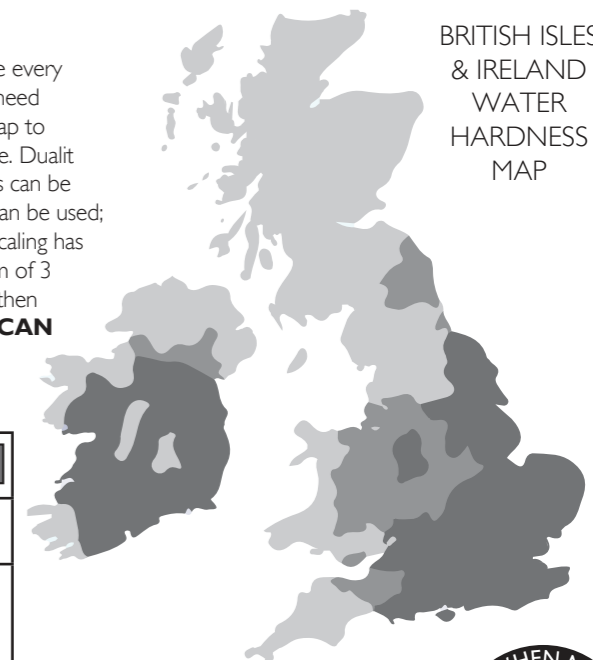 e every
need
ap to
e. Dualit
s can be
an be used;
caling has
m of 3
then
CAN
BRITISH ISLES
& IRELAND
WATER
HARDNESS
MAP
WHEN